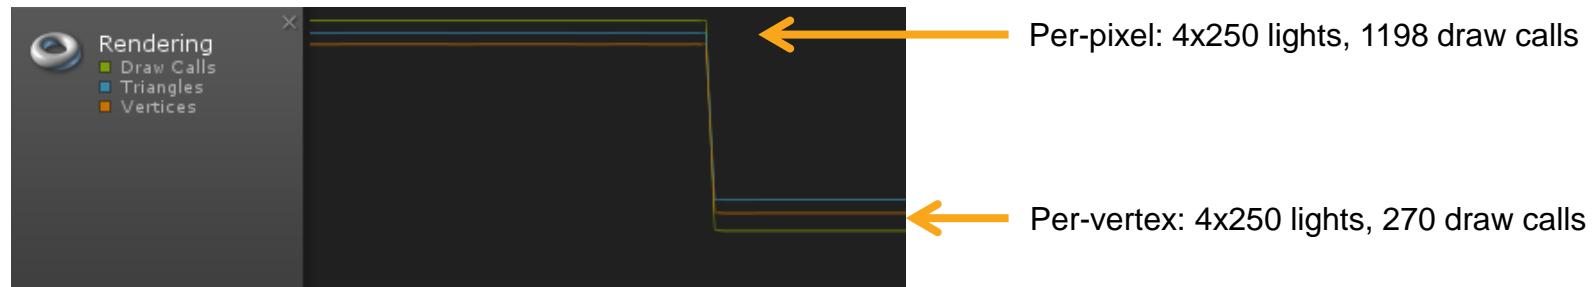 Rendering
Draw Calls
Triangles
Vertices
Per-pixel: 4x250 lights, 1198 draw calls
Per-vertex: 4x250 lights, 270 draw calls